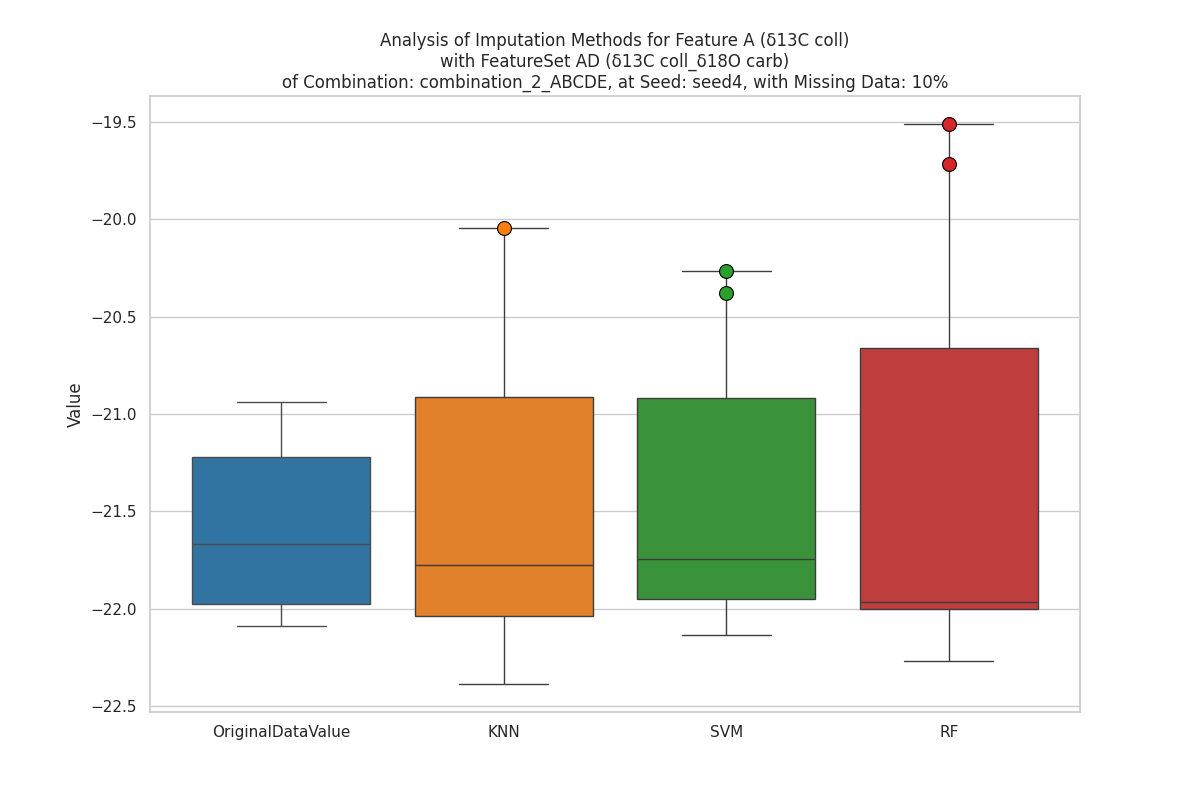 Analysis of Imputation Methods for Feature A (δ13C coll)
with FeatureSet AD (δ13C coll_δ18O carb)
of Combination: combination_2_ABCDE, at Seed: seed4, with Missing Data: 10%
Value
−19.5
−20.0
−20.5
−21.0
−21.5
−22.0
−22.5
OriginalDataValue KNN SVM RF